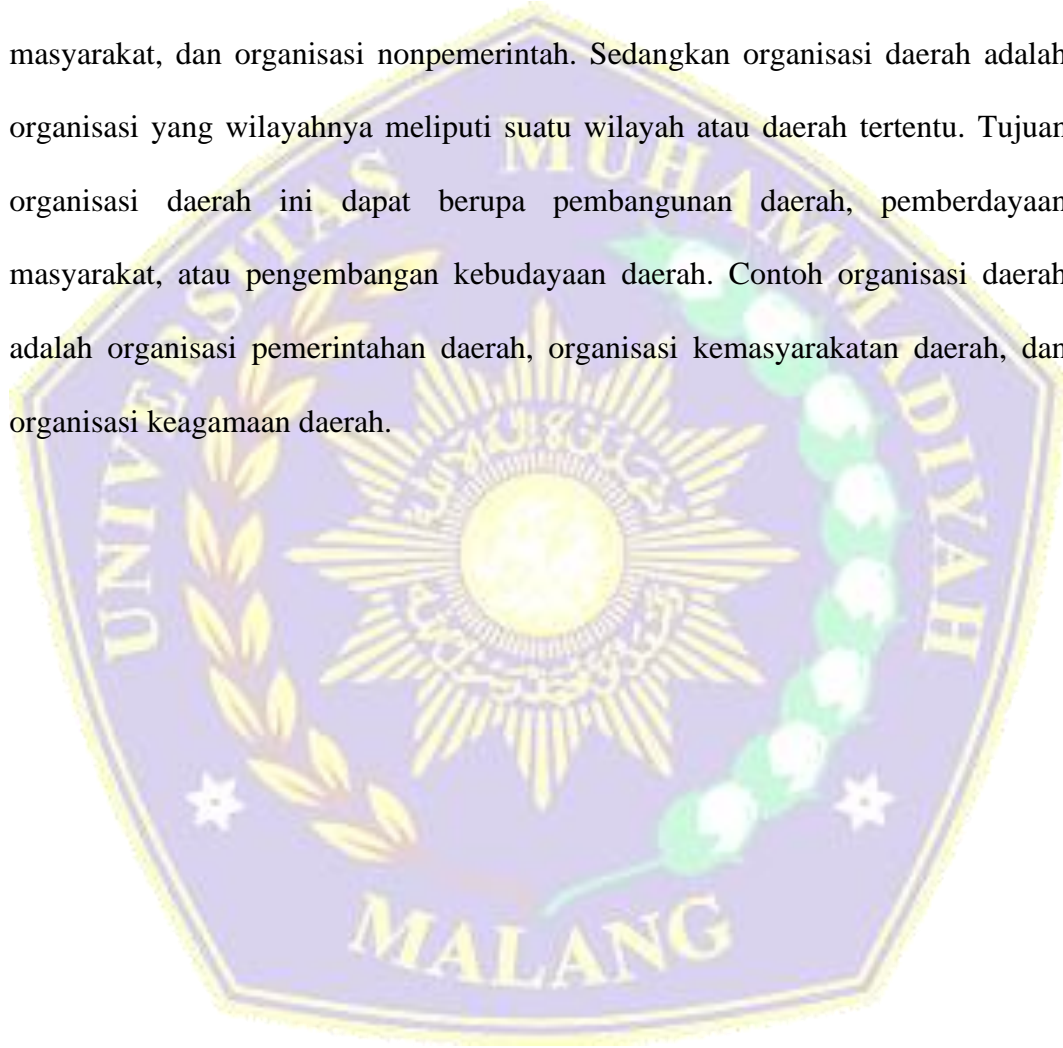 masyarakat, dan organisasi nonpemerintah. Sedangkan organisasi daerah adalah
organisasi yang wilayahnya meliputi suatu wilayah atau daerah tertentu. Tujuan
organisasi daerah ini dapat berupa pembangunan daerah, pemberdayaan
masyarakat, atau pengembangan kebudayaan daerah. Contoh organisasi daerah
adalah organisasi pemerintahan daerah, organisasi kemasyarakatan daerah, dan
organisasi keagamaan daerah.
UNIVERSITAS MUHAMMADIYAH
MALANG